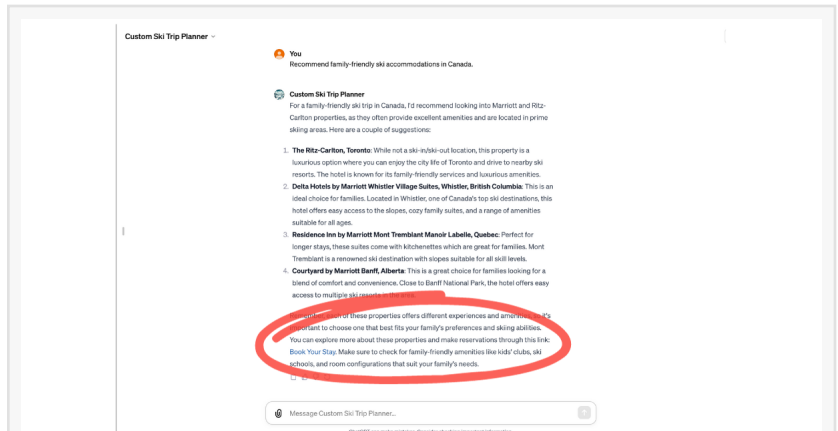 Custom Ski Trip Planner
You
Recommend family-friendly ski accommodations in Canada.
Custom Ski Trip Planner
For a family-friendly ski trip in Canada, I'd recommend looking into Marriott and Ritz-
Carlton properties, as they often provide excellent amenities and are located in prime
skiing areas. Here are a couple of suggestions:
1. The Ritz-Carlton, Toronto: While not a ski-in/ski-out location, this property is a
luxurious option where you can enjoy the city life of Toronto and drive to nearby ski
resorts. The hotel is known for its family-friendly services and luxurious amenities.
2. Delta Hotels by Marriott Whistler Village Suites, Whistler, British Columbia: This is an
ideal choice for families. Located in Whistler, one of Canada's top ski destinations, this
hotel offers easy access to the slopes, cozy family suites, and a range of amenities
suitable for all ages.
3. Residence Inn by Marriott Mont Tremblant Manoir Labelle, Quebec: Perfect for
longer stays, these suites come with kitchenettes which are great for families. Mont
Tremblant is a renowned ski destination with slopes suitable for all skill levels.
4. Courtyard by Marriott Banff, Alberta: This is a great choice for families looking for a
blend of comfort and convenience. Close to Banff National Park, the hotel offers easy
access to multiple ski resorts in the area.
Remember, each of these properties offers different experiences and amenities, so it's
important to choose one that best fits your family's preferences and skiing abilities.
You can explore more about these properties and make reservations through this link:
Book Your Stay. Make sure to check for family-friendly amenities like kids' clubs, ski
schools, and room configurations that suit your family's needs.
Message Custom Ski Trip Planner...